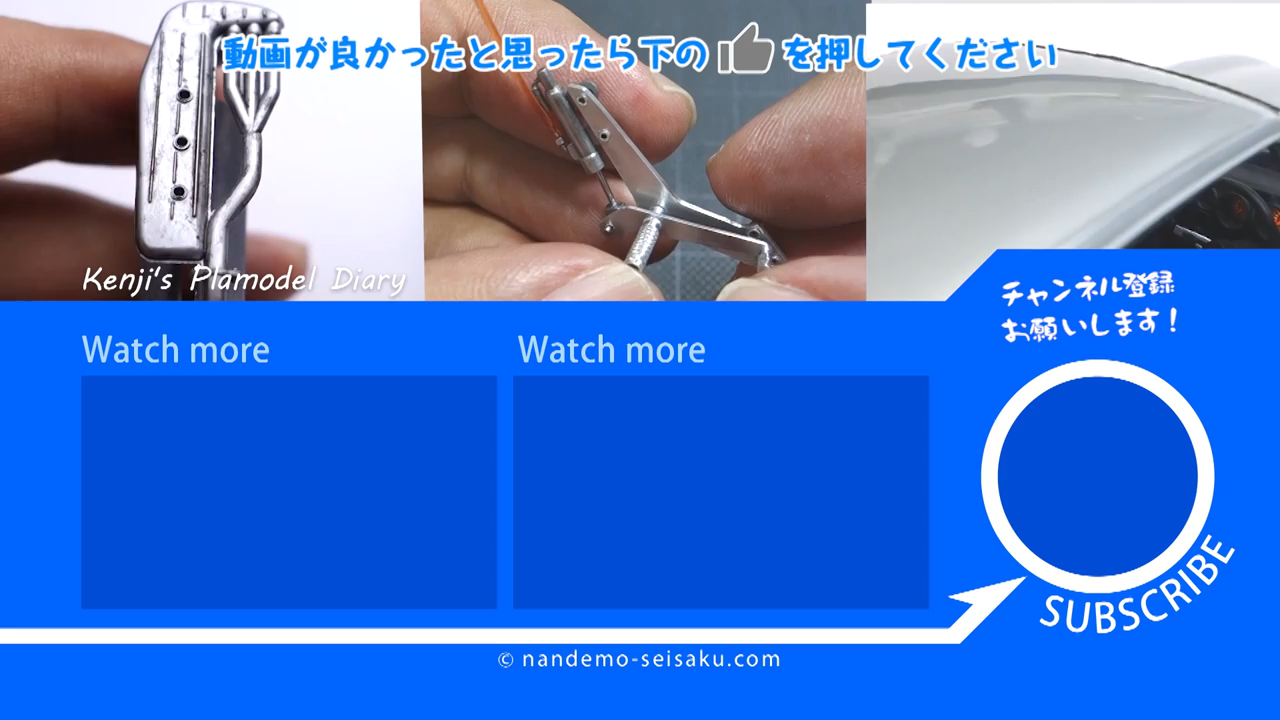 動画が良かったと思ったら下の を押してください
Kenji's Plamodel Diary
チャンネル登録
お願いします!
Watch more
Watch more
SUBSCRIBE
© nandemo-seisaku.com